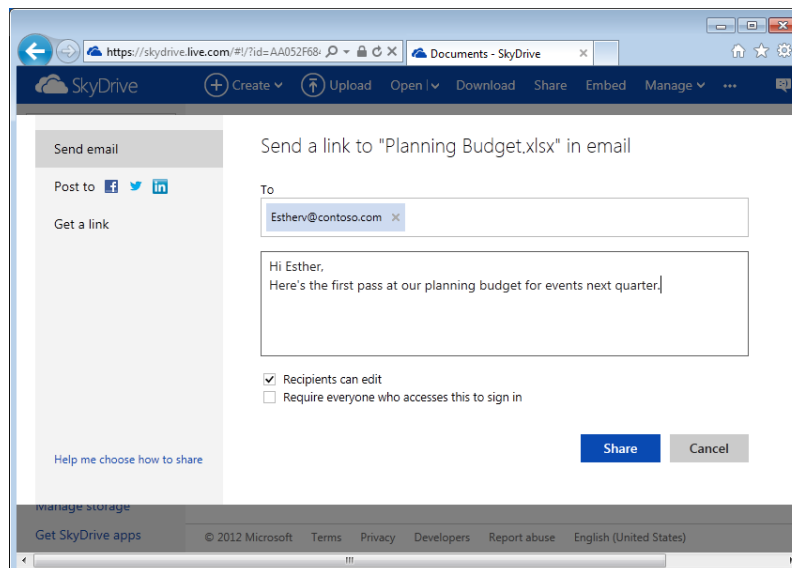 https://skydrive.live.com/#!/?id=AA052F68
Documents - SkyDrive
SkyDrive
Create
Upload
Open
Download
Share
Embed
Manage
Send email
Post to
Get a link
Help me choose how to share
Send a link to "Planning Budget.xlsx" in email
To
Estherv@contoso.com
Hi Esther,
Here's the first pass at our planning budget for events next quarter.
Recipients can edit
Require everyone who accesses this to sign in
Share
Cancel
Manage storage
Get SkyDrive apps
© 2012 Microsoft Terms Privacy Developers Report abuse English (United States)